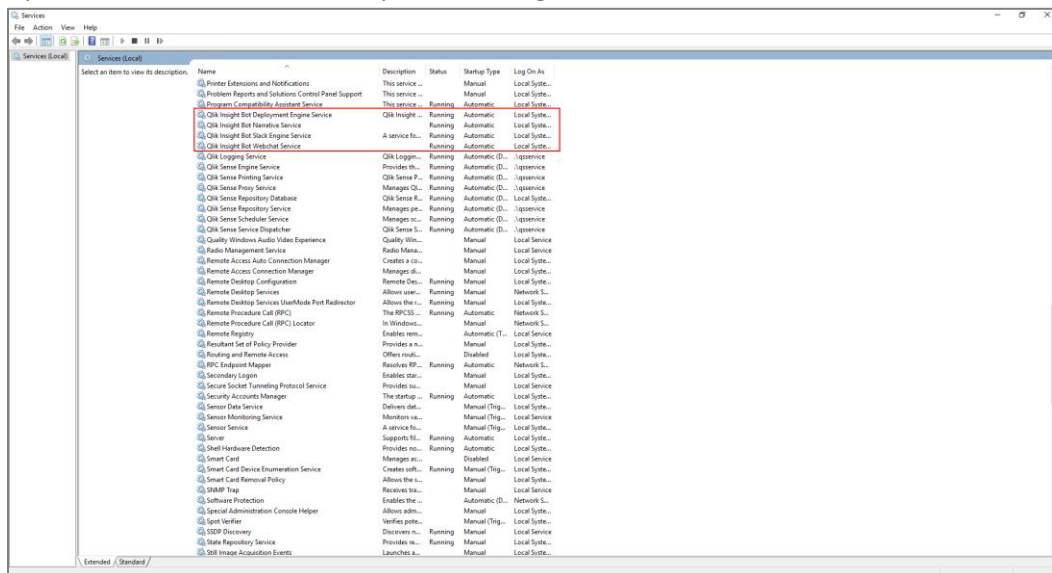 Services
File Action View Help
Services (Local)
Services (Local)
Select an item to view its description.
Name Description Status Startup Type Log On As
Printer Extensions and Notifications This service ... Manual Local Syste...
Problem Reports and Solutions Control Panel Support This service ... Manual Local Syste...
Program Compatibility Assistant Service This service ... Running Automatic Local Syste...
Qlik Insight Bot Deployment Engine Service Qlik Insight ... Running Automatic Local Syste...
Qlik Insight Bot Narrative Service Running Automatic Local Syste...
Qlik Insight Bot Slack Engine Service A service fo... Running Automatic Local Syste...
Qlik Insight Bot Webchat Service Running Automatic Local Syste...
Qlik Logging Service Qlik Loggin... Running Automatic (D... .\qsservice
Qlik Sense Engine Service Provides th... Running Automatic (D... .\qsservice
Qlik Sense Printing Service Qlik Sense P... Running Automatic (D... .\qsservice
Qlik Sense Proxy Service Manages Ql... Running Automatic (D... .\qsservice
Qlik Sense Repository Database Qlik Sense R... Running Automatic (D... Local Syste...
Qlik Sense Repository Service Manages pe... Running Automatic (D... .\qsservice
Qlik Sense Scheduler Service Manages sc... Running Automatic (D... .\qsservice
Qlik Sense Service Dispatcher Qlik Sense S... Running Automatic (D... .\qsservice
Quality Windows Audio Video Experience Quality Win... Manual Local Service
Radio Management Service Radio Mana... Manual Local Service
Remote Access Auto Connection Manager Creates a co... Manual Local Syste...
Remote Access Connection Manager Manages di... Manual Local Syste...
Remote Desktop Configuration Remote Des... Running Manual Local Syste...
Remote Desktop Services Allows user... Running Manual Network S...
Remote Desktop Services UserMode Port Redirector Allows the r... Running Manual Local Syste...
Remote Procedure Call (RPC) The RPCSS ... Running Automatic Network S...
Remote Procedure Call (RPC) Locator In Windows... Manual Network S...
Remote Registry Enables rem... Automatic (T... Local Service
Resultant Set of Policy Provider Provides a n... Manual Local Syste...
Routing and Remote Access Offers routi... Disabled Local Syste...
RPC Endpoint Mapper Resolves RP... Running Automatic Network S...
Secondary Logon Enables star... Manual Local Syste...
Secure Socket Tunneling Protocol Service Provides su... Manual Local Service
Security Accounts Manager The startup ... Running Automatic Local Syste...
Sensor Data Service Delivers dat... Manual (Trig... Local Syste...
Sensor Monitoring Service Monitors va... Manual (Trig... Local Service
Sensor Service A service fo... Manual (Trig... Local Syste...
Server Supports fil... Running Automatic Local Syste...
Shell Hardware Detection Provides no... Running Automatic Local Syste...
Smart Card Manages ac... Disabled Local Service
Smart Card Device Enumeration Service Creates soft... Running Manual (Trig... Local Syste...
Smart Card Removal Policy Allows the s... Manual Local Syste...
SNMP Trap Receives tra... Manual Local Service
Software Protection Enables the ... Automatic (D... Network S...
Special Administration Console Helper Allows adm... Manual Local Syste...
Spot Verifier Verifies pote... Manual (Trig... Local Syste...
SSDP Discovery Discovers n... Running Manual Local Service
State Repository Service Provides re... Running Manual Local Syste...
Still Image Acquisition Events Launches a... Manual Local Syste...
Extended Standard